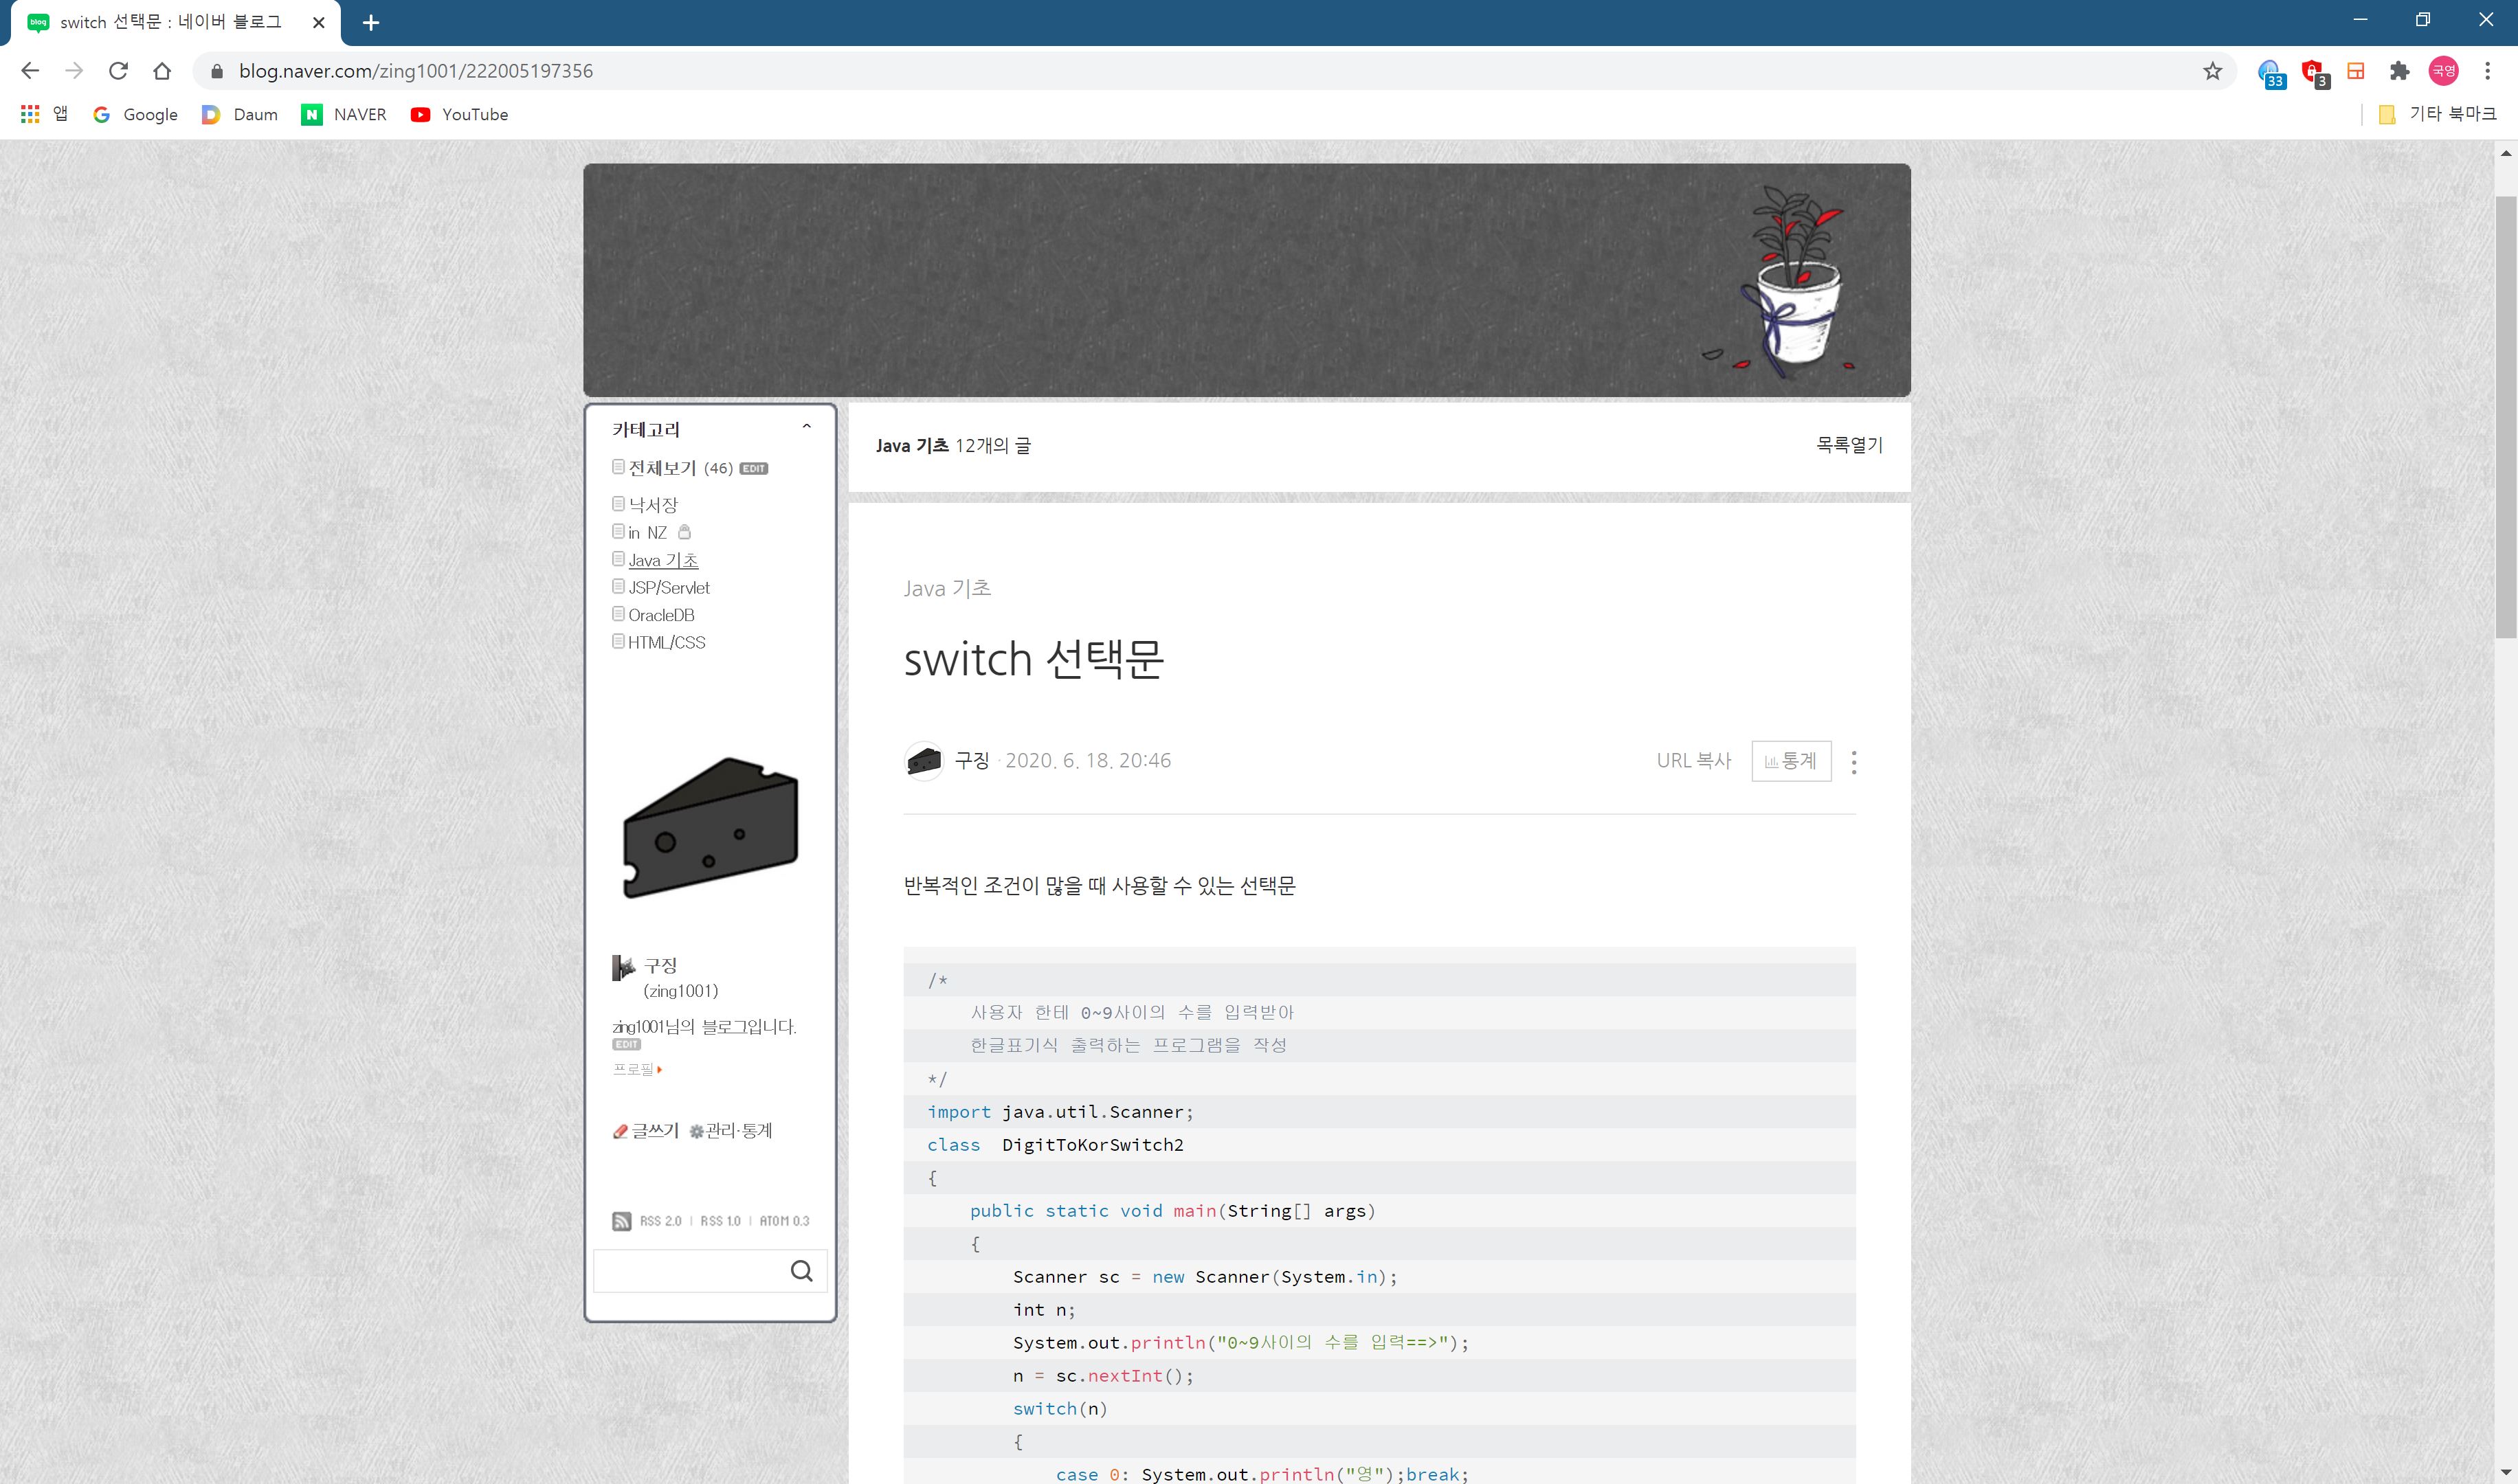 blog
switch 선택문 : 네이버 블로그
blog.naver.com/zing1001/222005197356
33
3
국영
앱
Google
Daum
N
NAVER
YouTube
기타 북마크
카테고리
전체보기 (46) EDIT
낙서장
in NZ
Java 기초
JSP/Servlet
OracleDB
HTML/CSS
구징
(zing1001)
zing1001님의 블로그입니다.
EDIT
프로필
글쓰기 관리·통계
RSS 2.0 | RSS 1.0 | ATOM 0.3
Java 기초 12개의 글
목록열기
Java 기초
switch 선택문
구징 · 2020. 6. 18. 20:46
URL 복사
통계
반복적인 조건이 많을 때 사용할 수 있는 선택문
/*
사용자 한테 0~9사이의 수를 입력받아
한글표기식 출력하는 프로그램을 작성
*/
import java.util.Scanner;
class  DigitToKorSwitch2
{
public static void main(String[] args)
{
Scanner sc = new Scanner(System.in);
int n;
System.out.println("0~9사이의 수를 입력==>");
n = sc.nextInt();
switch(n)
{
case 0: System.out.println("영");break;